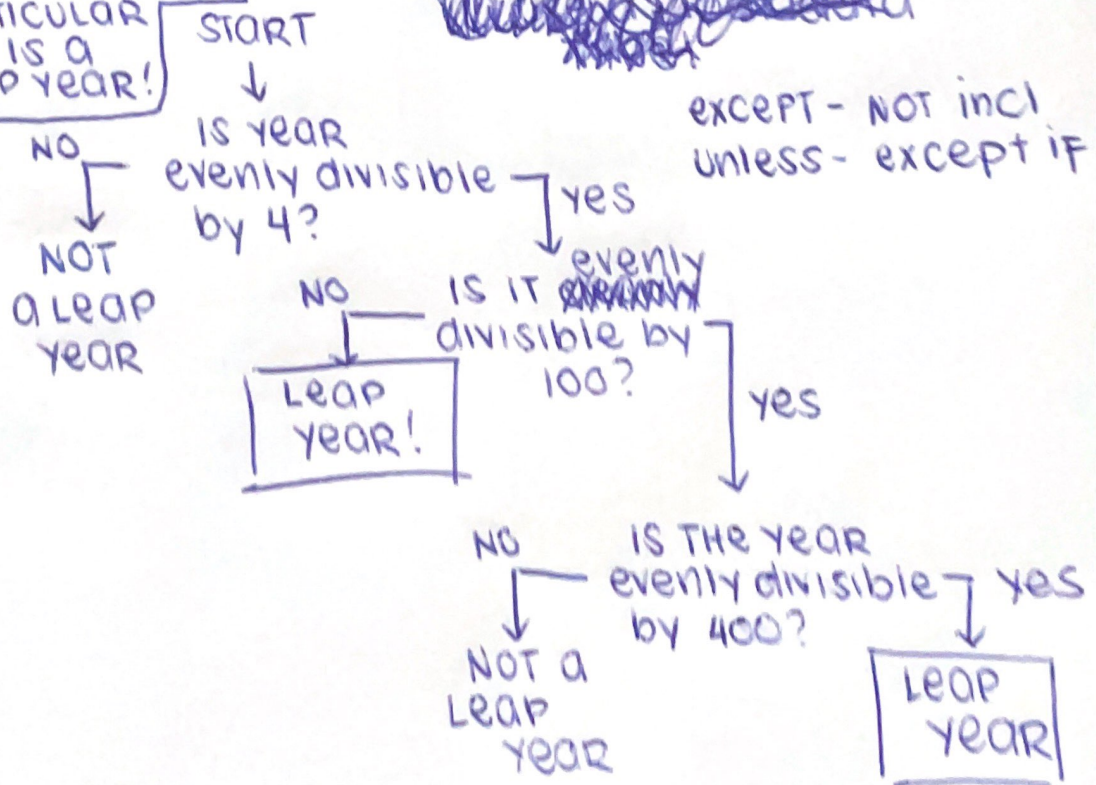 ICULAR
IS a
P YEAR!
START
IS YEAR
evenly divisible
by 4?
NO
NOT
a Leap
year
yes
except - NOT incl
unless - except if
evenly
IS IT
divisible by
100?
NO
Leap
year!
yes
IS THE YEAR
evenly divisible
by 400?
NO
NOT a
Leap
year
yes
Leap
year